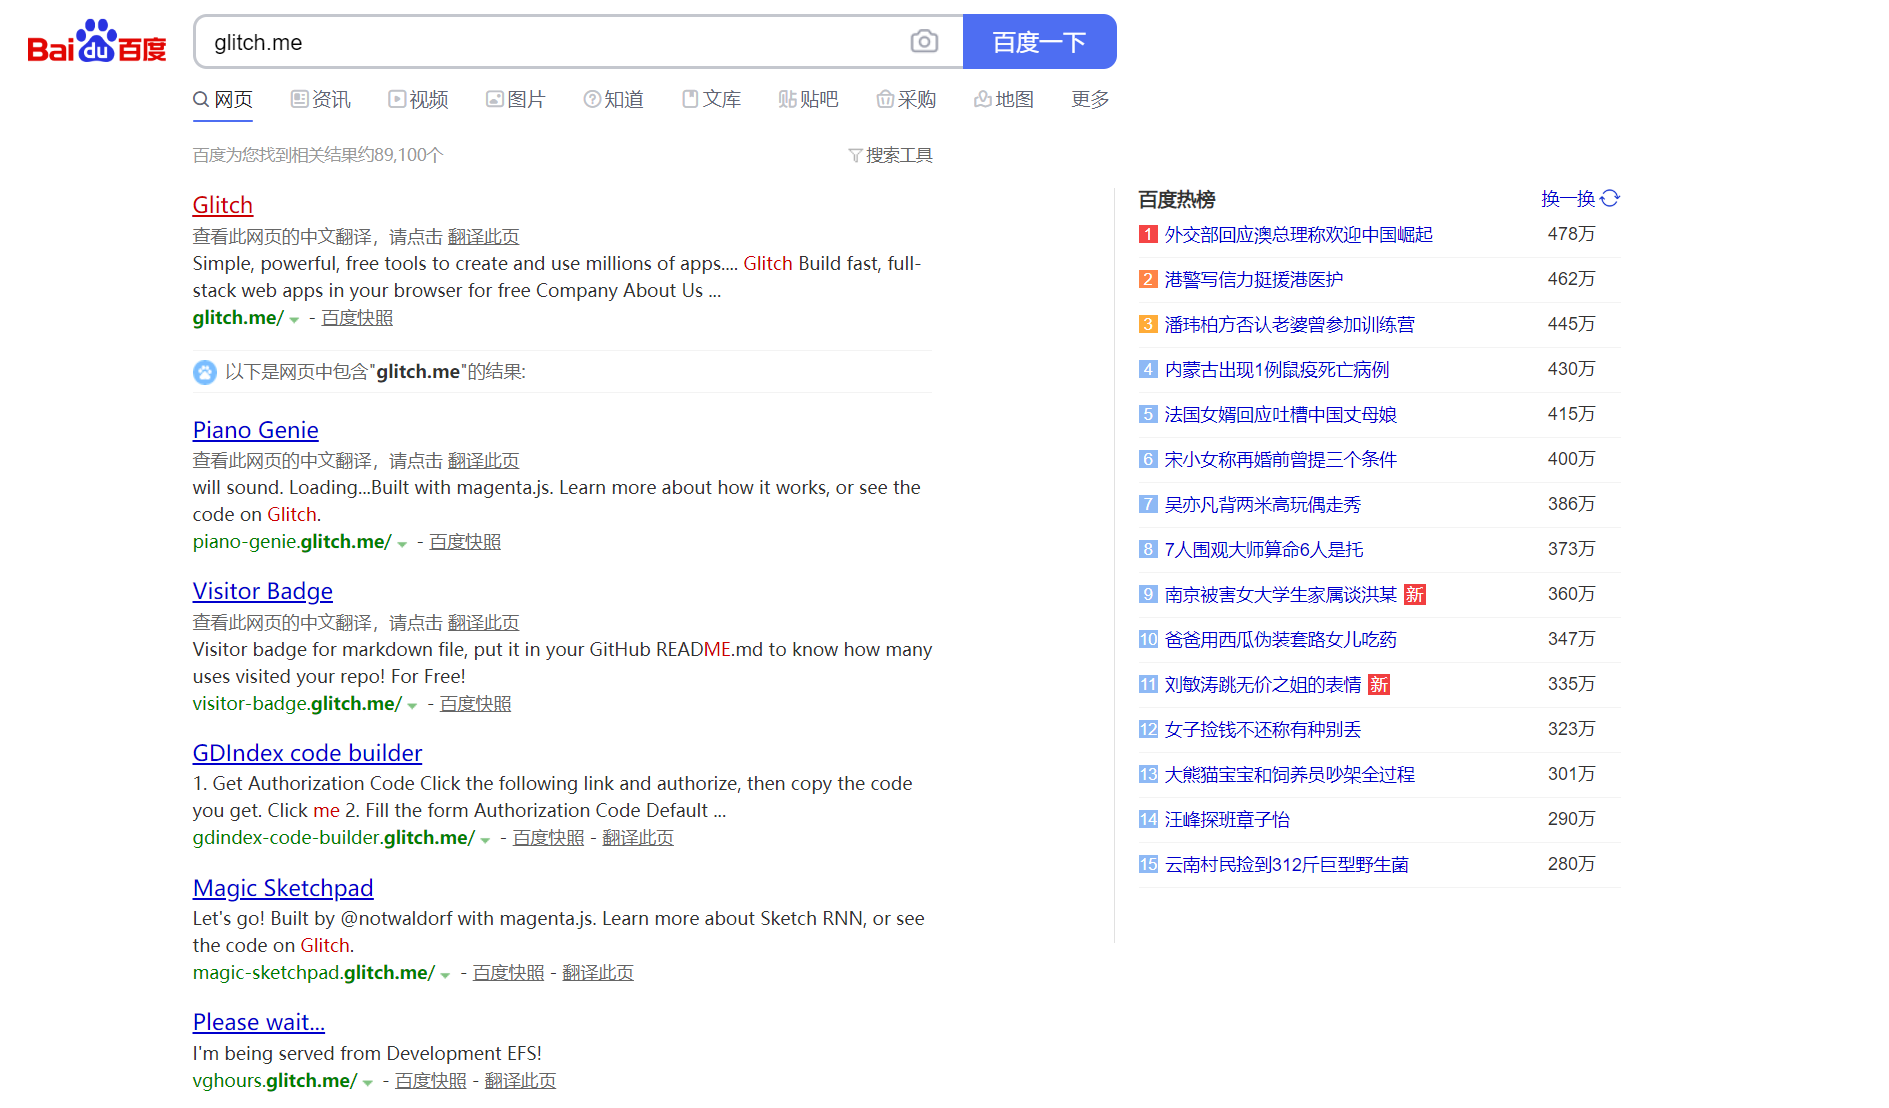 Bai du 百度
glitch.me
百度一下
网页 资讯 视频 图片 知道 文库 贴吧 采购 地图 更多
百度为您找到相关结果约89,100个
搜索工具
Glitch
查看此网页的中文翻译，请点击 翻译此页
Simple, powerful, free tools to create and use millions of apps.... Glitch Build fast, full-
stack web apps in your browser for free Company About Us ...
glitch.me/ - 百度快照
以下是网页中包含"glitch.me"的结果:
Piano Genie
查看此网页的中文翻译，请点击 翻译此页
will sound. Loading...Built with magenta.js. Learn more about how it works, or see the
code on Glitch.
piano-genie.glitch.me/ - 百度快照
Visitor Badge
查看此网页的中文翻译，请点击 翻译此页
Visitor badge for markdown file, put it in your GitHub README.md to know how many
uses visited your repo! For Free!
visitor-badge.glitch.me/ - 百度快照
GDIndex code builder
1. Get Authorization Code Click the following link and authorize, then copy the code
you get. Click me 2. Fill the form Authorization Code Default ...
gdindex-code-builder.glitch.me/ - 百度快照 - 翻译此页
Magic Sketchpad
Let's go! Built by @notwaldorf with magenta.js. Learn more about Sketch RNN, or see
the code on Glitch.
magic-sketchpad.glitch.me/ - 百度快照 - 翻译此页
Please wait...
I'm being served from Development EFS!
vghours.glitch.me/ - 百度快照 - 翻译此页
百度热榜 换一换
1 外交部回应澳总理称欢迎中国崛起 478万
2 港警写信力挺援港医护 462万
3 潘玮柏方否认老婆曾参加训练营 445万
4 内蒙古出现1例鼠疫死亡病例 430万
5 法国女婿回应吐槽中国丈母娘 415万
6 宋小女称再婚前曾提三个条件 400万
7 吴亦凡背两米高玩偶走秀 386万
8 7人围观大师算命6人是托 373万
9 南京被害女大学生家属谈洪某 新 360万
10 爸爸用西瓜伪装套路女儿吃药 347万
11 刘敏涛跳无价之姐的表情 新 335万
12 女子捡钱不还称有种别丢 323万
13 大熊猫宝宝和饲养员吵架全过程 301万
14 汪峰探班章子怡 290万
15 云南村民捡到312斤巨型野生菌 280万